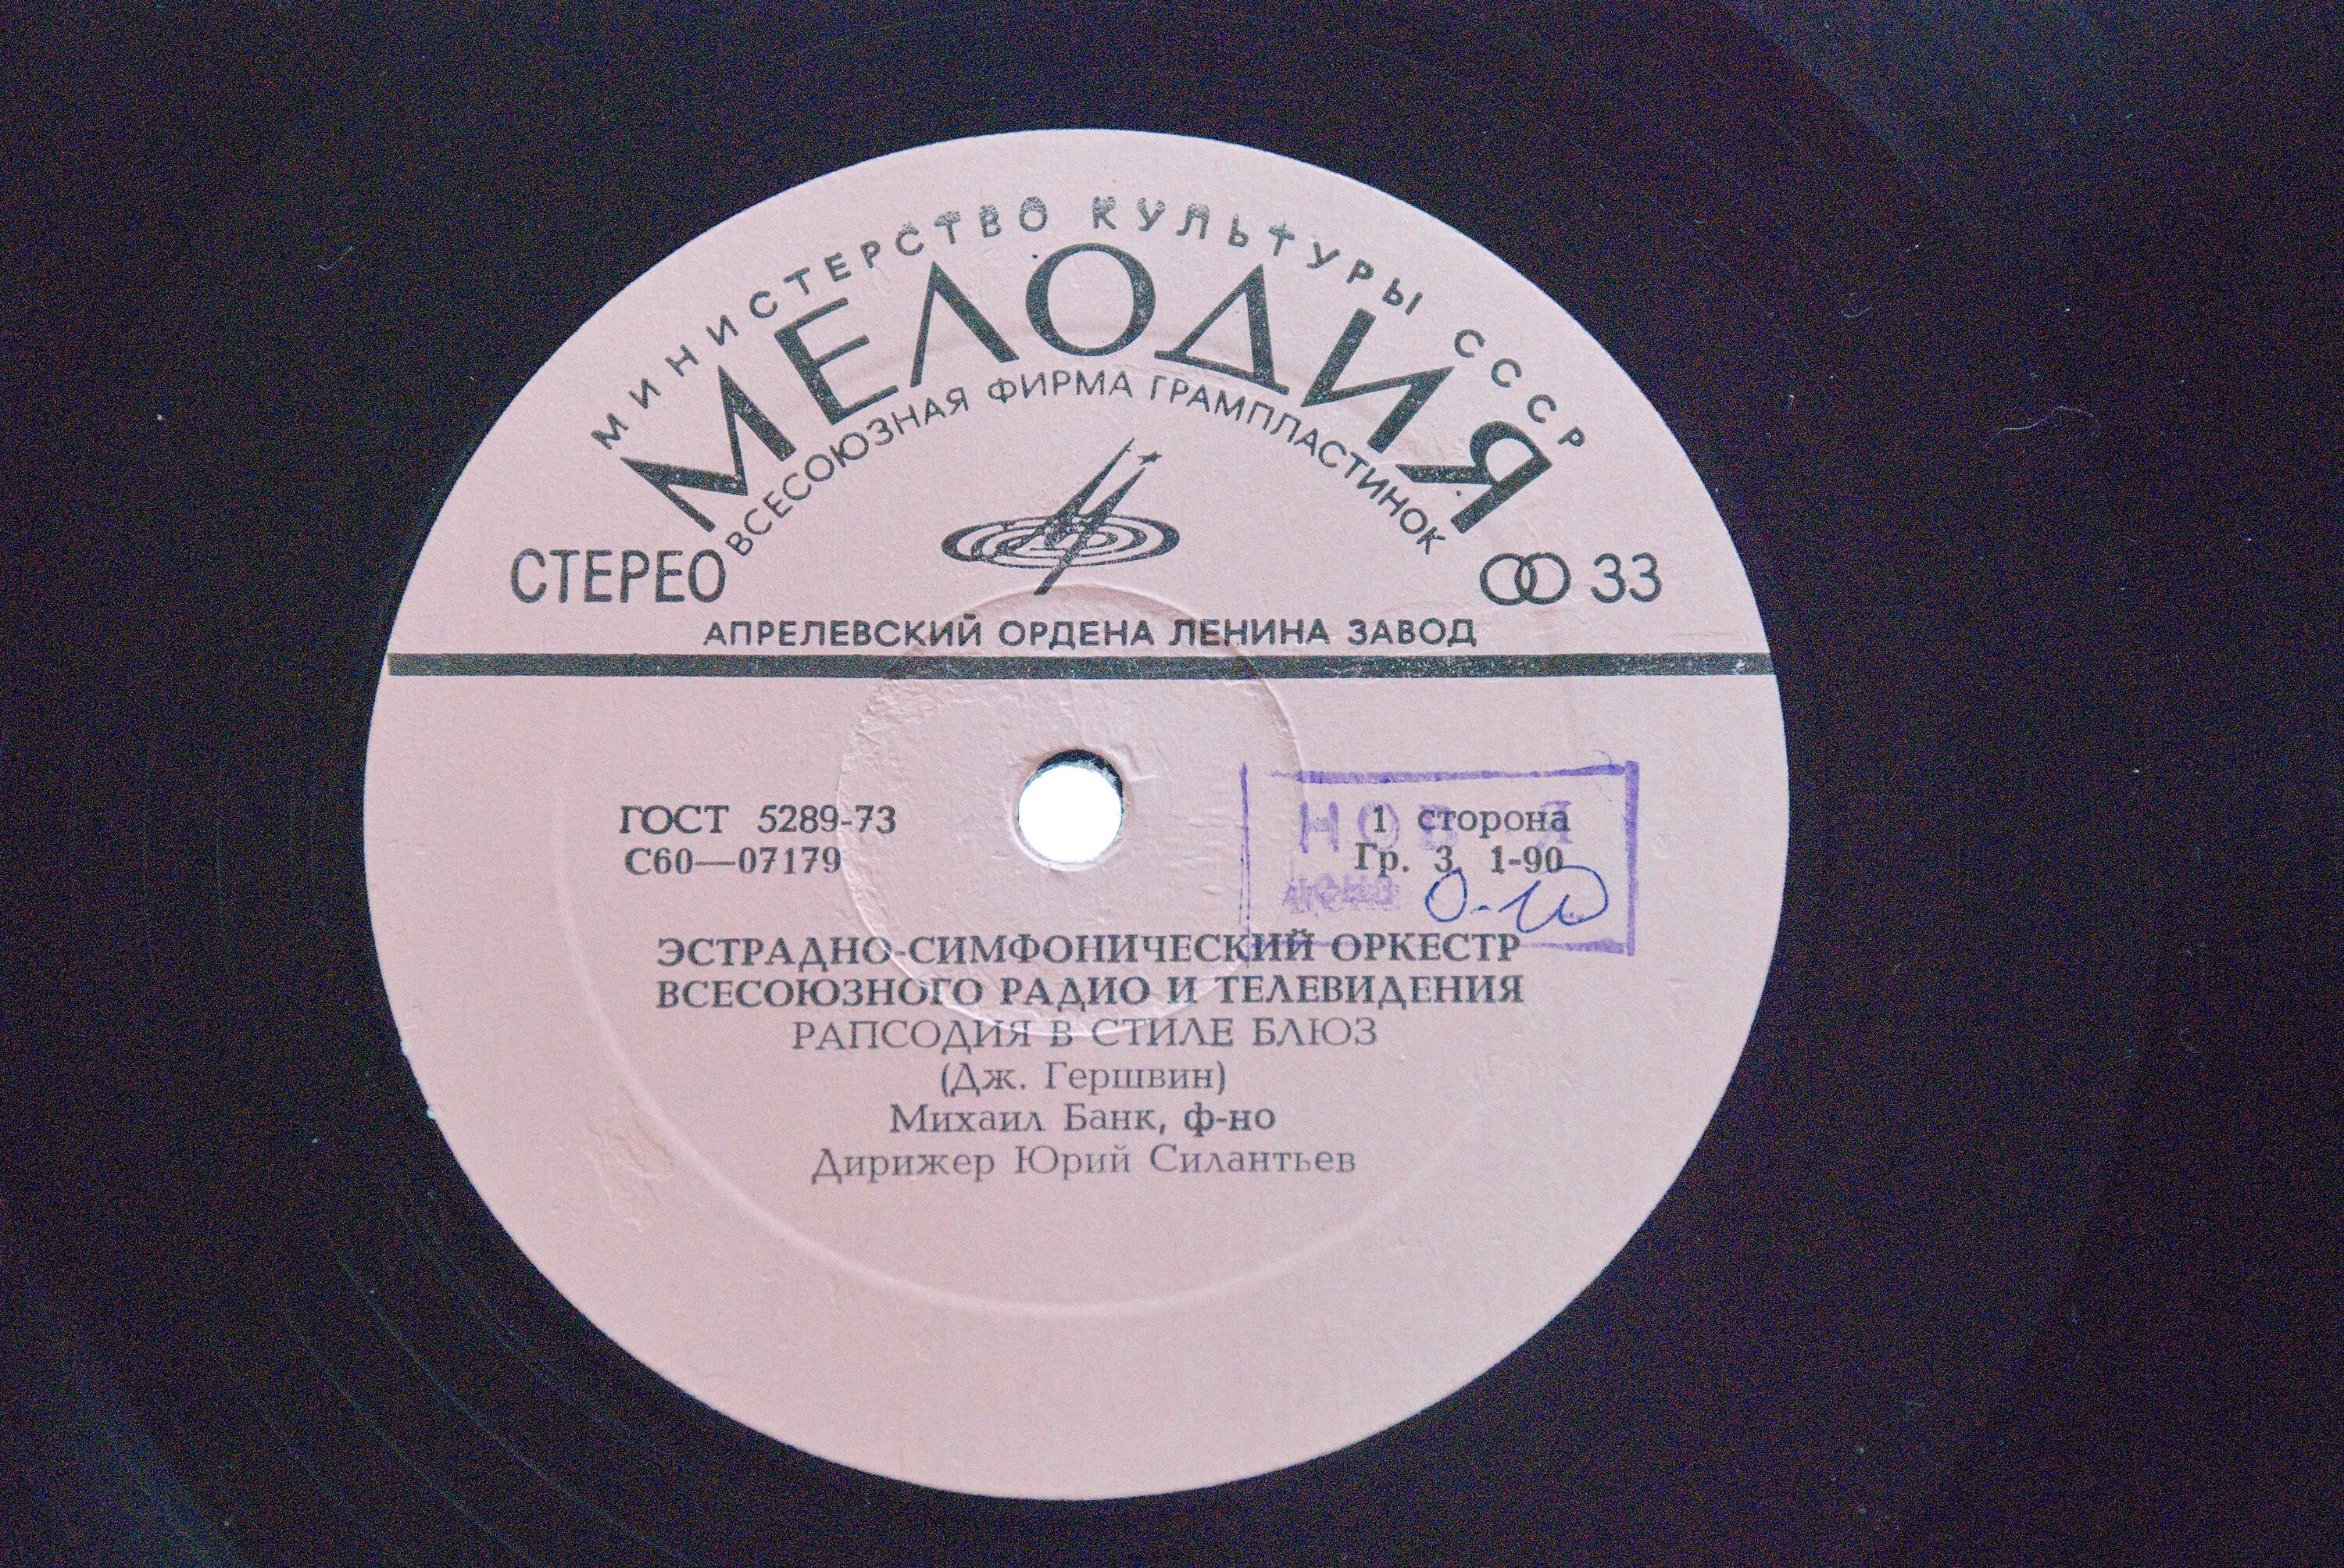 МИНИСТЕРСТВО КУЛЬТУРЫ СССР
МЕЛОДИЯ
ВСЕСОЮЗНАЯ ФИРМА ГРАМПЛАСТИНОК
СТЕРЕО
33
АПРЕЛЕВСКИЙ ОРДЕНА ЛЕНИНА ЗАВОД
ГОСТ 5289-73
1 сторона
С60—07179
Гр. 3. 1-90
0-10
ЭСТРАДНО-СИМФОНИЧЕСКИЙ ОРКЕСТР
ВСЕСОЮЗНОГО РАДИО И ТЕЛЕВИДЕНИЯ
РАПСОДИЯ В СТИЛЕ БЛЮЗ
(Дж. Гершвин)
Михаил Банк, ф-но
Дирижер Юрий Силантьев